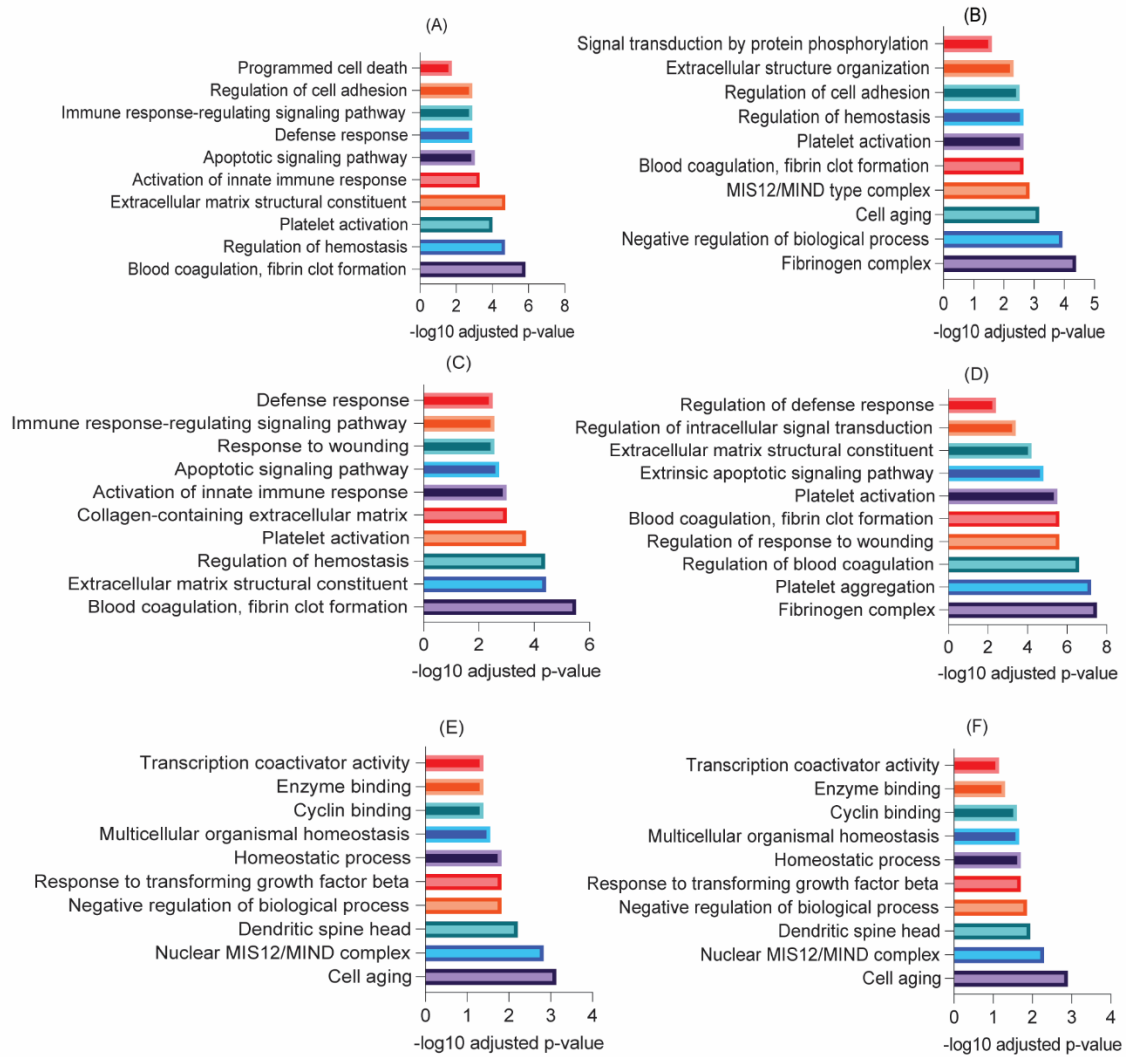 (A)
Programmed cell death
Regulation of cell adhesion
Immune response-regulating signaling pathway
Defense response
Apoptotic signaling pathway
Activation of innate immune response
Extracellular matrix structural constituent
Platelet activation
Regulation of hemostasis
Blood coagulation, fibrin clot formation
0 2 4 6 8
-log10 adjusted p-value
(B)
Signal transduction by protein phosphorylation
Extracellular structure organization
Regulation of cell adhesion
Regulation of hemostasis
Platelet activation
Blood coagulation, fibrin clot formation
MIS12/MIND type complex
Cell aging
Negative regulation of biological process
Fibrinogen complex
0 1 2 3 4 5
-log10 adjusted p-value
(C)
Defense response
Immune response-regulating signaling pathway
Response to wounding
Apoptotic signaling pathway
Activation of innate immune response
Collagen-containing extracellular matrix
Platelet activation
Regulation of hemostasis
Extracellular matrix structural constituent
Blood coagulation, fibrin clot formation
0 2 4 6
-log10 adjusted p-value
(D)
Regulation of defense response
Regulation of intracellular signal transduction
Extracellular matrix structural constituent
Extrinsic apoptotic signaling pathway
Platelet activation
Blood coagulation, fibrin clot formation
Regulation of response to wounding
Regulation of blood coagulation
Platelet aggregation
Fibrinogen complex
0 2 4 6 8
-log10 adjusted p-value
(E)
Transcription coactivator activity
Enzyme binding
Cyclin binding
Multicellular organismal homeostasis
Homeostatic process
Response to transforming growth factor beta
Negative regulation of biological process
Dendritic spine head
Nuclear MIS12/MIND complex
Cell aging
0 1 2 3 4
-log10 adjusted p-value
(F)
Transcription coactivator activity
Enzyme binding
Cyclin binding
Multicellular organismal homeostasis
Homeostatic process
Response to transforming growth factor beta
Negative regulation of biological process
Dendritic spine head
Nuclear MIS12/MIND complex
Cell aging
0 1 2 3 4
-log10 adjusted p-value